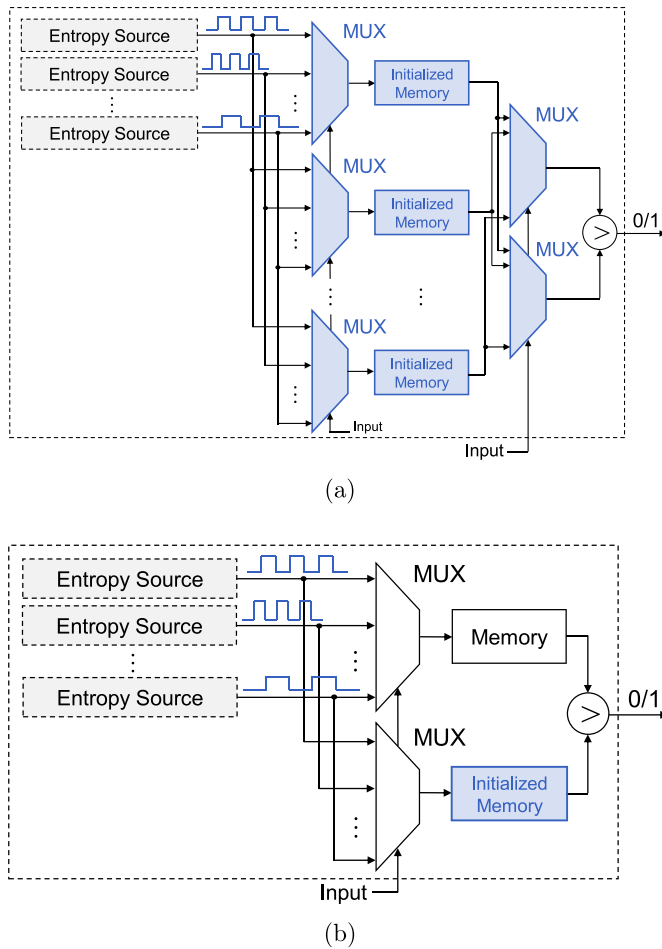 Entropy Source
MUX
Entropy Source
Initialized
Memory
...
MUX
Entropy Source
...
MUX
0/1
Initialized
Memory
>
MUX
...
...
...
MUX
Initialized
Memory
...
Input
Input
(a)
Entropy Source
MUX
Entropy Source
Memory
...
...
Entropy Source
0/1
>
MUX
Initialized
Memory
...
Input
(b)